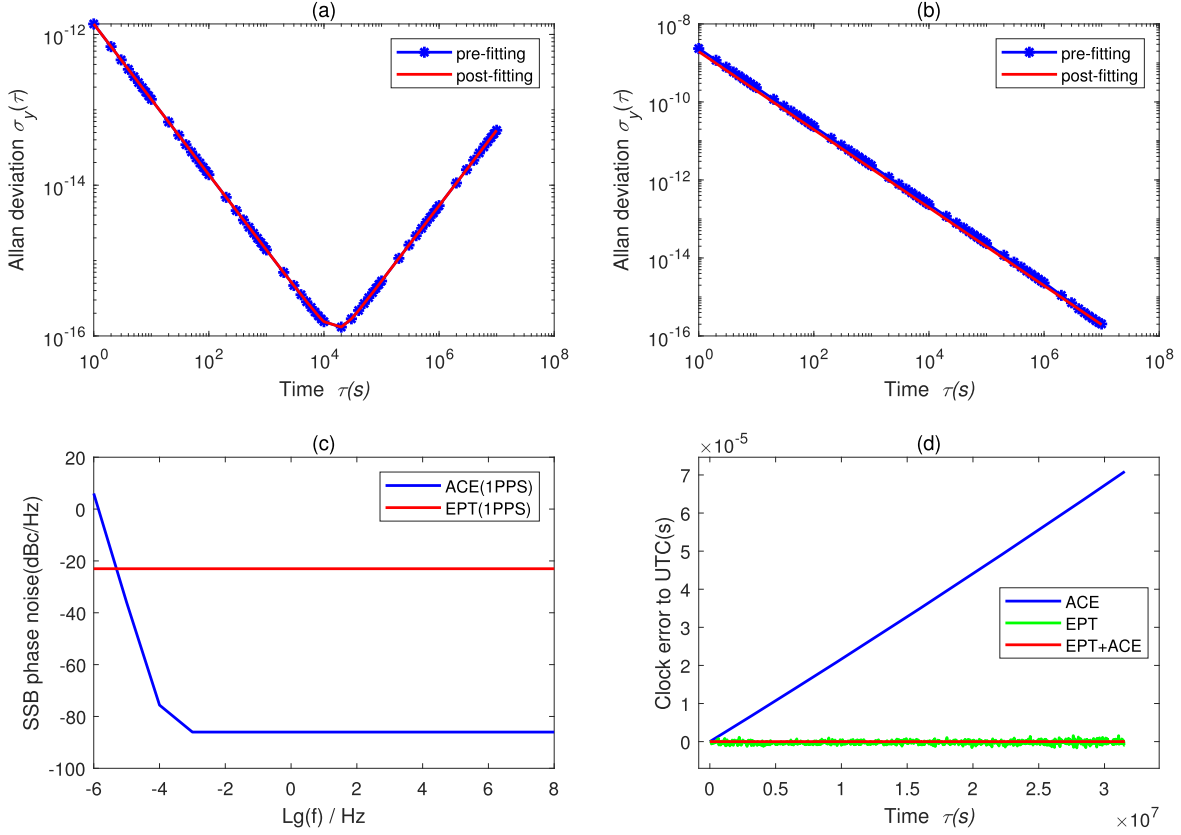 (a)
10^-12
10^-14
10^-16
10^0
10^2
10^4
10^6
10^8
Time τ(s)
Allan deviation σ_y(τ)
pre-fitting
post-fitting
(b)
10^-8
10^-10
10^-12
10^-14
10^-16
10^0
10^2
10^4
10^6
10^8
Time τ(s)
Allan deviation σ_y(τ)
pre-fitting
post-fitting
(c)
20
0
-20
-40
-60
-80
-100
-6
-4
-2
0
2
4
6
8
Lg(f) / Hz
SSB phase noise(dBc/Hz)
ACE(1PPS)
EPT(1PPS)
(d)
×10^-5
7
6
5
4
3
2
1
0
0
0.5
1
1.5
2
2.5
3
×10^7
Time τ(s)
Clock error to UTC(s)
ACE
EPT
EPT+ACE